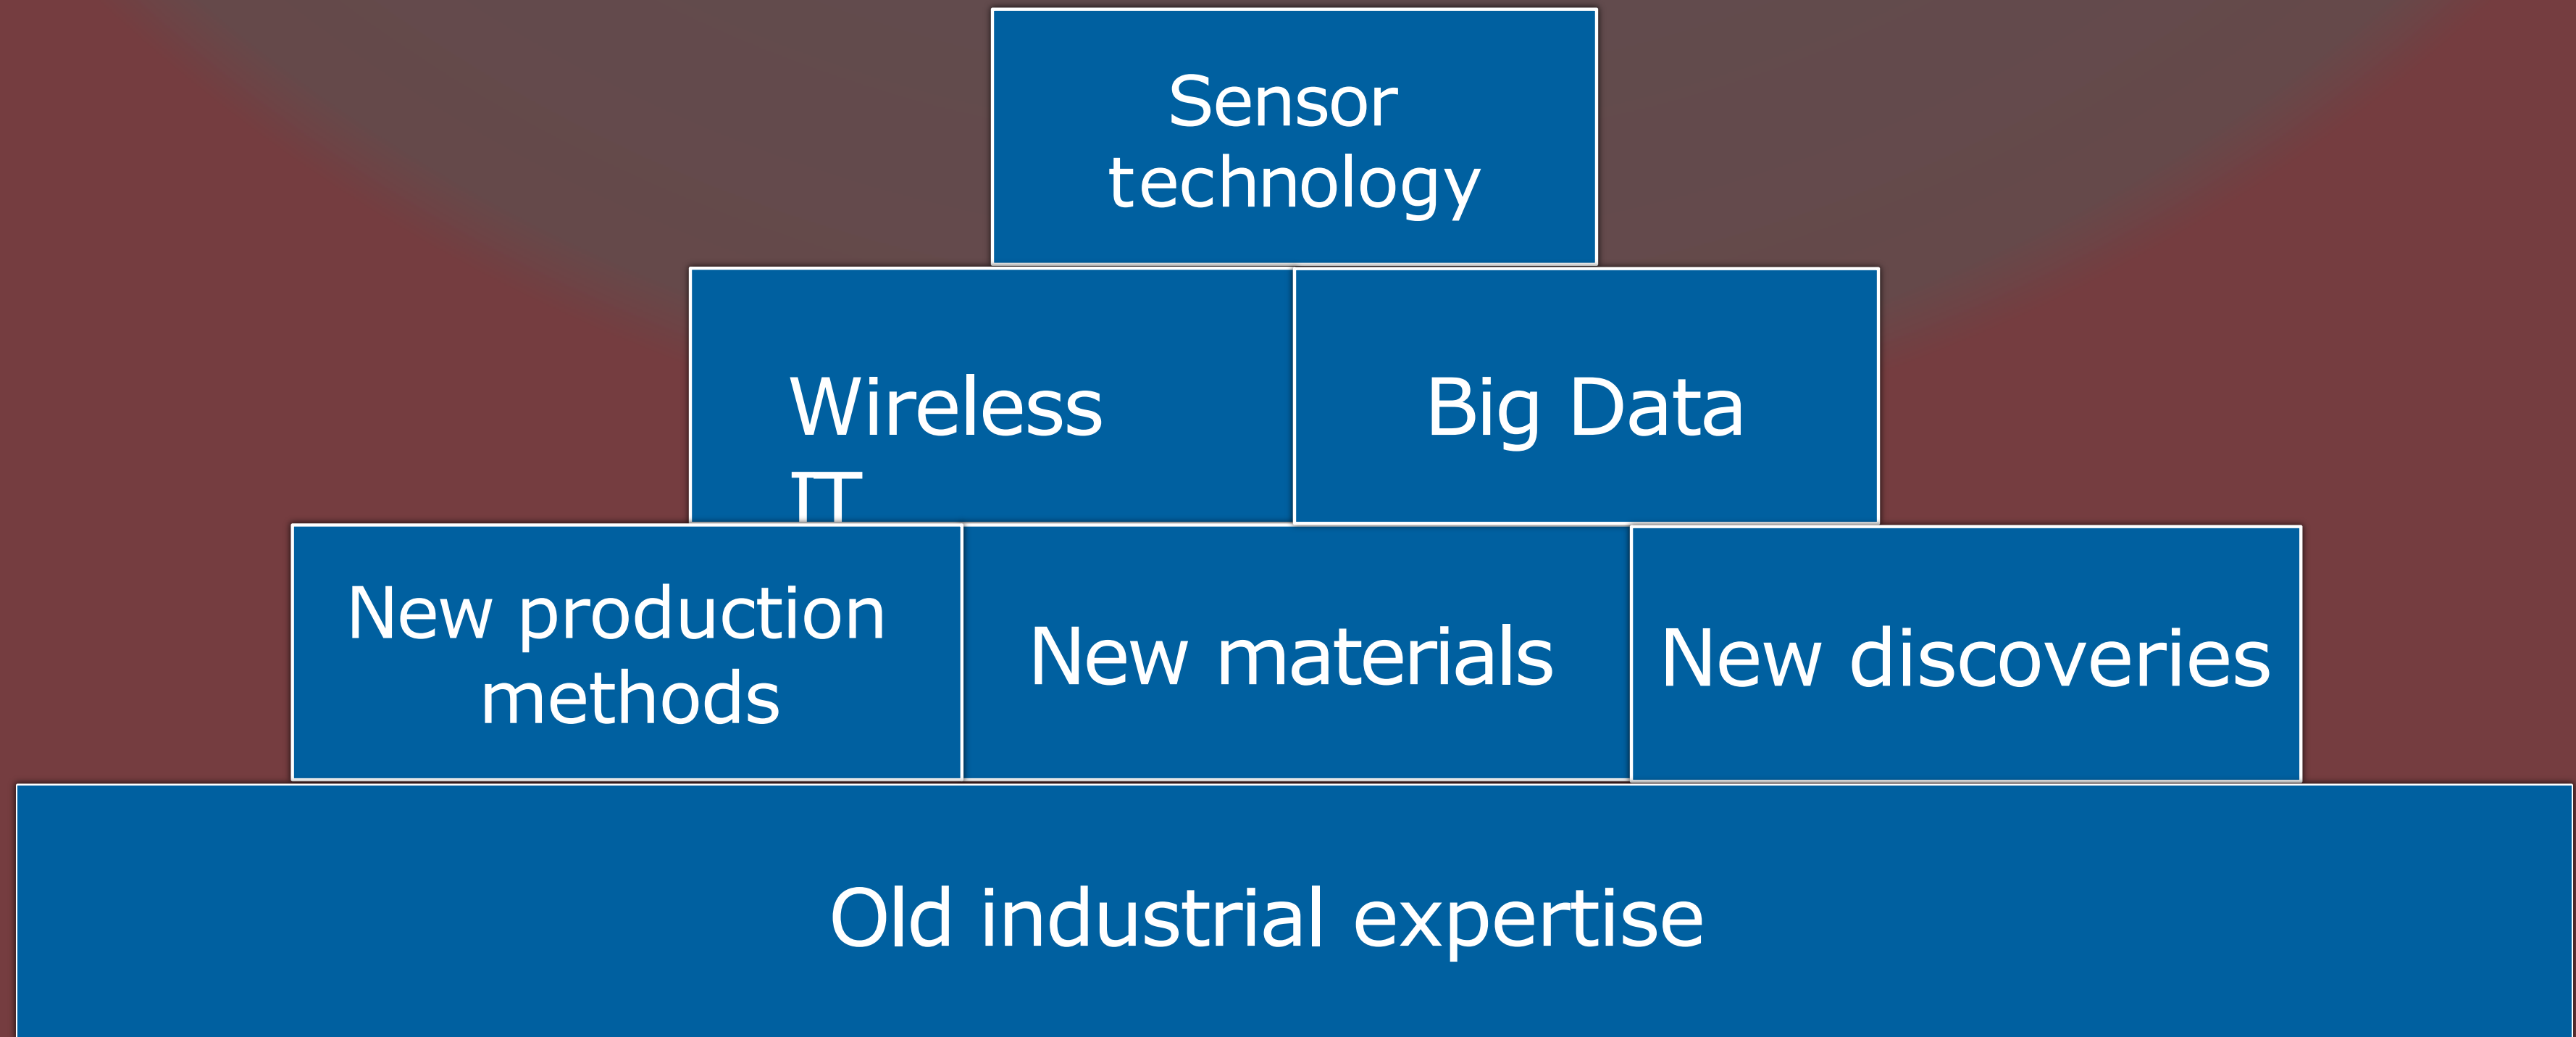 Sensor
technology
Wireless
IT
Big Data
New production
methods
New materials
New discoveries
Old industrial expertise